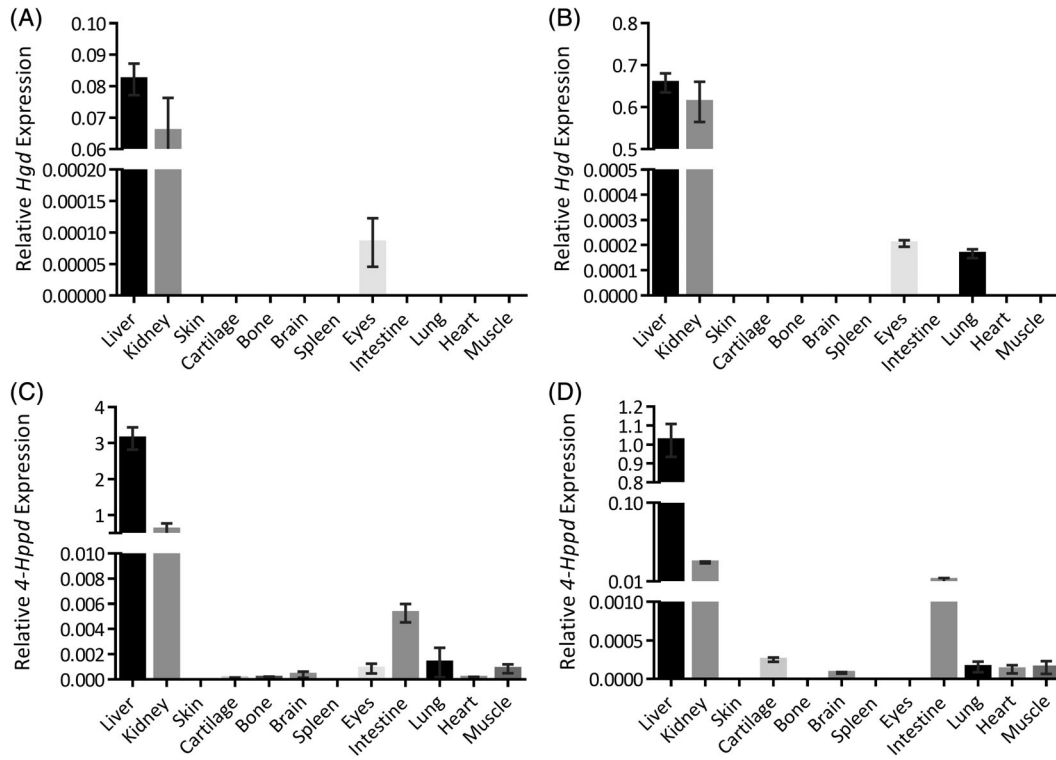 (A)
Relative Hgd Expression
0.10
0.09
0.08
0.07
0.06
0.00020
0.00015
0.00010
0.00005
0.00000
Liver
Kidney
Skin
Cartilage
Bone
Brain
Spleen
Eyes
Intestine
Lung
Heart
Muscle
(B)
Relative Hgd Expression
0.8
0.7
0.6
0.5
0.0005
0.0004
0.0003
0.0002
0.0001
0.0000
Liver
Kidney
Skin
Cartilage
Bone
Brain
Spleen
Eyes
Intestine
Lung
Heart
Muscle
(C)
Relative 4-Hppd Expression
4
3
2
1
0.010
0.008
0.006
0.004
0.002
0.000
Liver
Kidney
Skin
Cartilage
Bone
Brain
Spleen
Eyes
Intestine
Lung
Heart
Muscle
(D)
Relative 4-Hppd Expression
1.2
1.1
1.0
0.9
0.8
0.10
0.01
0.0010
0.0005
0.0000
Liver
Kidney
Skin
Cartilage
Bone
Brain
Spleen
Eyes
Intestine
Lung
Heart
Muscle